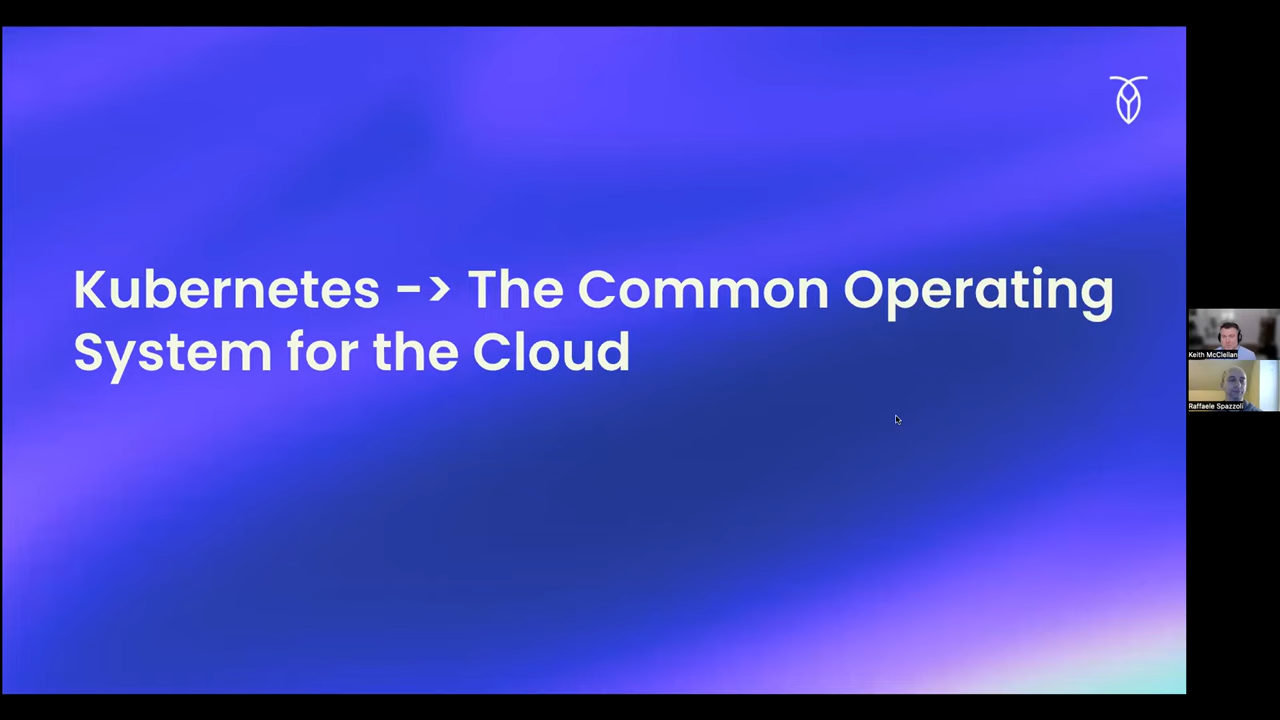 Kubernetes -> The Common Operating
System for the Cloud
Keith McClellan
Raffaele Spazzoli